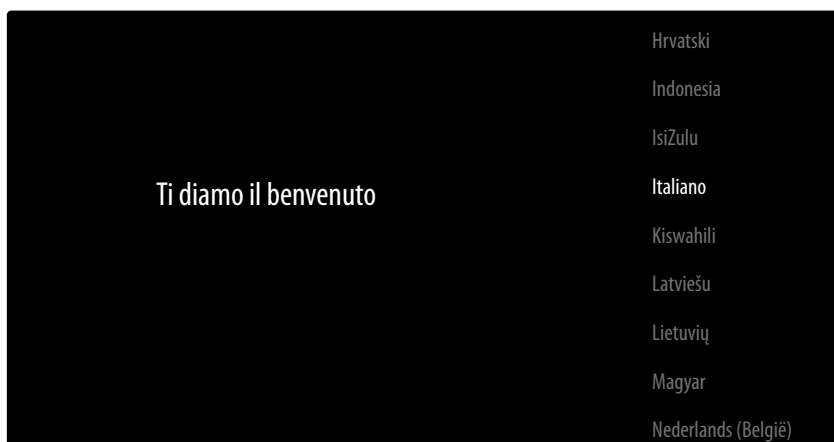 Hrvatski
Indonesia
IsiZulu
Ti diamo il benvenuto
Italiano
Kiswahili
Latviešu
Lietuvių
Magyar
Nederlands (België)